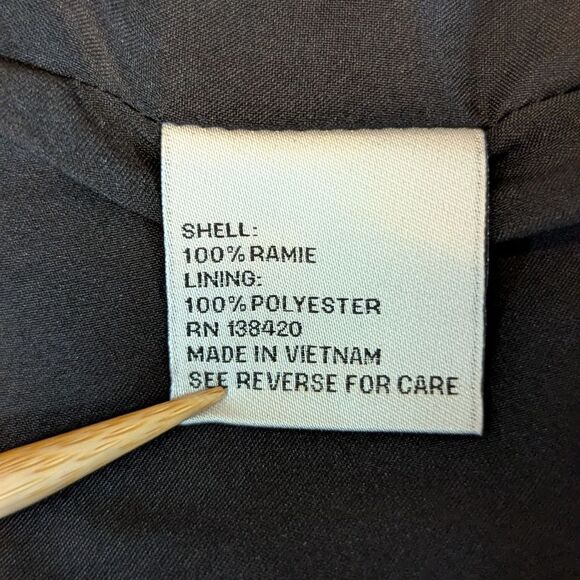 SHELL:
100% RAMIE
LINING:
100% POLYESTER
RN 138420
MADE IN VIETNAM
SEE REVERSE FOR CARE